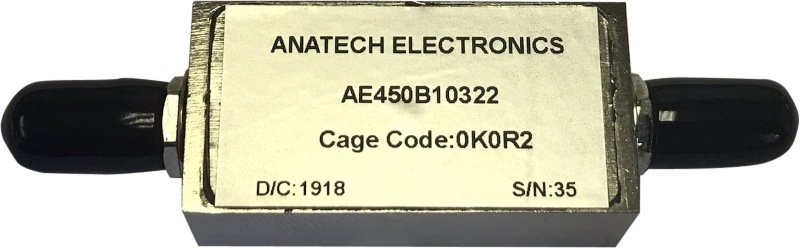 ANATECH ELECTRONICS
AE450B10322
Cage Code:0K0R2
D/C:1918 S/N:35